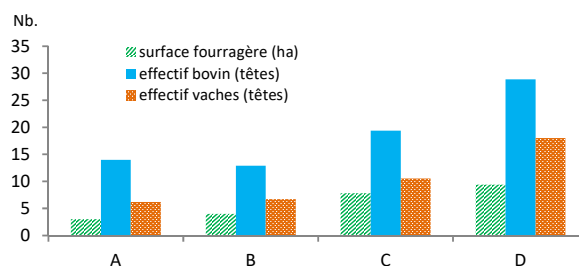 Nb.
35
30
25
20
15
10
5
0
surface fourragère (ha)
effectif bovin (têtes)
effectif vaches (têtes)
A B C D